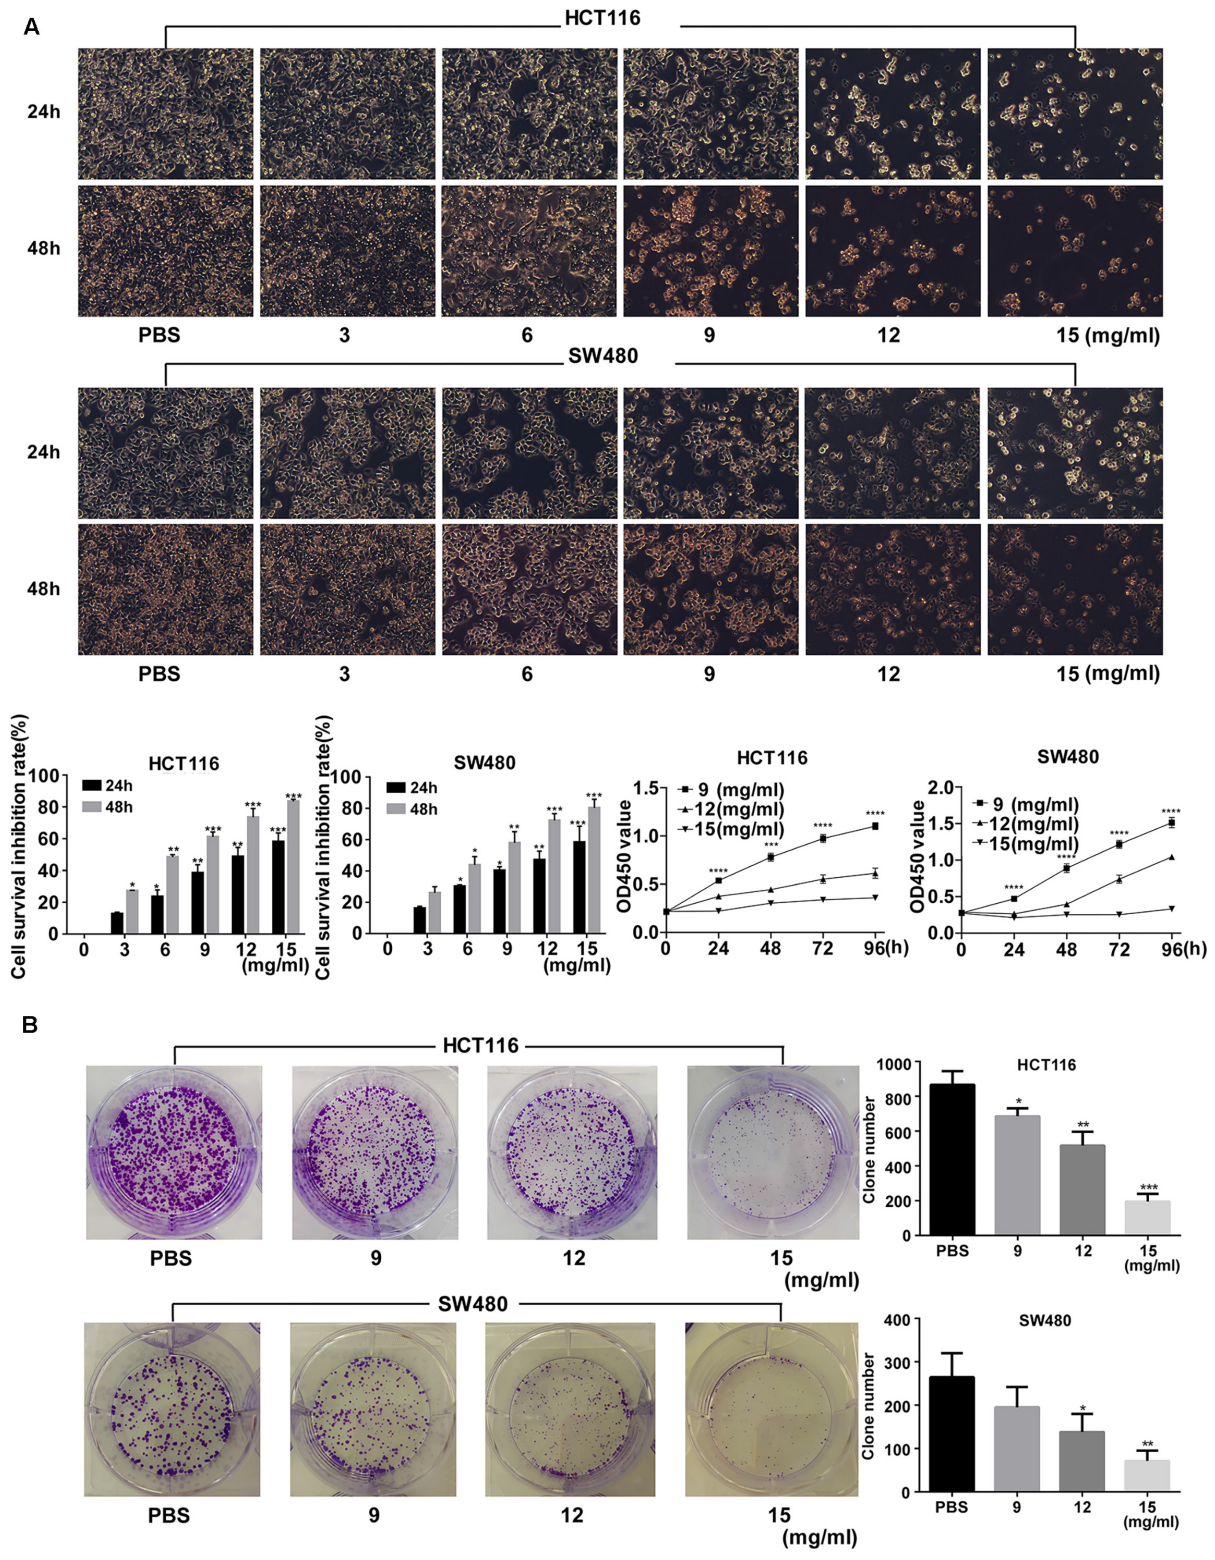 A
HCT116
24h
48h
PBS 3 6 9 12 15 (mg/ml)
SW480
24h
48h
PBS 3 6 9 12 15 (mg/ml)
HCT116
Cell survival inhibition rate(%)
24h
48h
100
80
60
40
20
0
* * ** ** *** ** *** *** ***
0 3 6 9 12 15
(mg/ml)
SW480
Cell survival inhibition rate(%)
24h
48h
100
80
60
40
20
0
* * * ** ** *** *** ***
0 3 6 9 12 15
(mg/ml)
HCT116
OD450 value
9 (mg/ml)
12(mg/ml)
15(mg/ml)
1.5
1.0
0.5
0.0
**** *** **** ****
0 24 48 72 96(h)
SW480
OD450 value
9 (mg/ml)
12(mg/ml)
15(mg/ml)
2.0
1.5
1.0
0.5
0.0
**** **** **** ****
0 24 48 72 96(h)
B
HCT116
PBS 9 12 15
(mg/ml)
HCT116
Clone number
1000
800
600
400
200
0
* ** ***
PBS 9 12 15
(mg/ml)
SW480
PBS 9 12 15
(mg/ml)
SW480
Clone number
400
300
200
100
0
* **
PBS 9 12 15
(mg/ml)